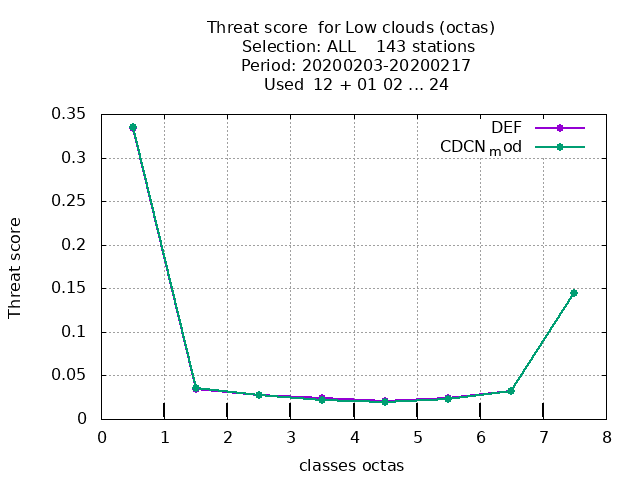 Threat score  for Low clouds (octas)
Selection: ALL    143 stations
Period: 20200203-20200217
Used  12 + 01 02 ... 24
0.35
0.3
0.25
0.2
0.15
0.1
0.05
0
Threat score
DEF
CDCNmod
0 1 2 3 4 5 6 7 8
classes octas